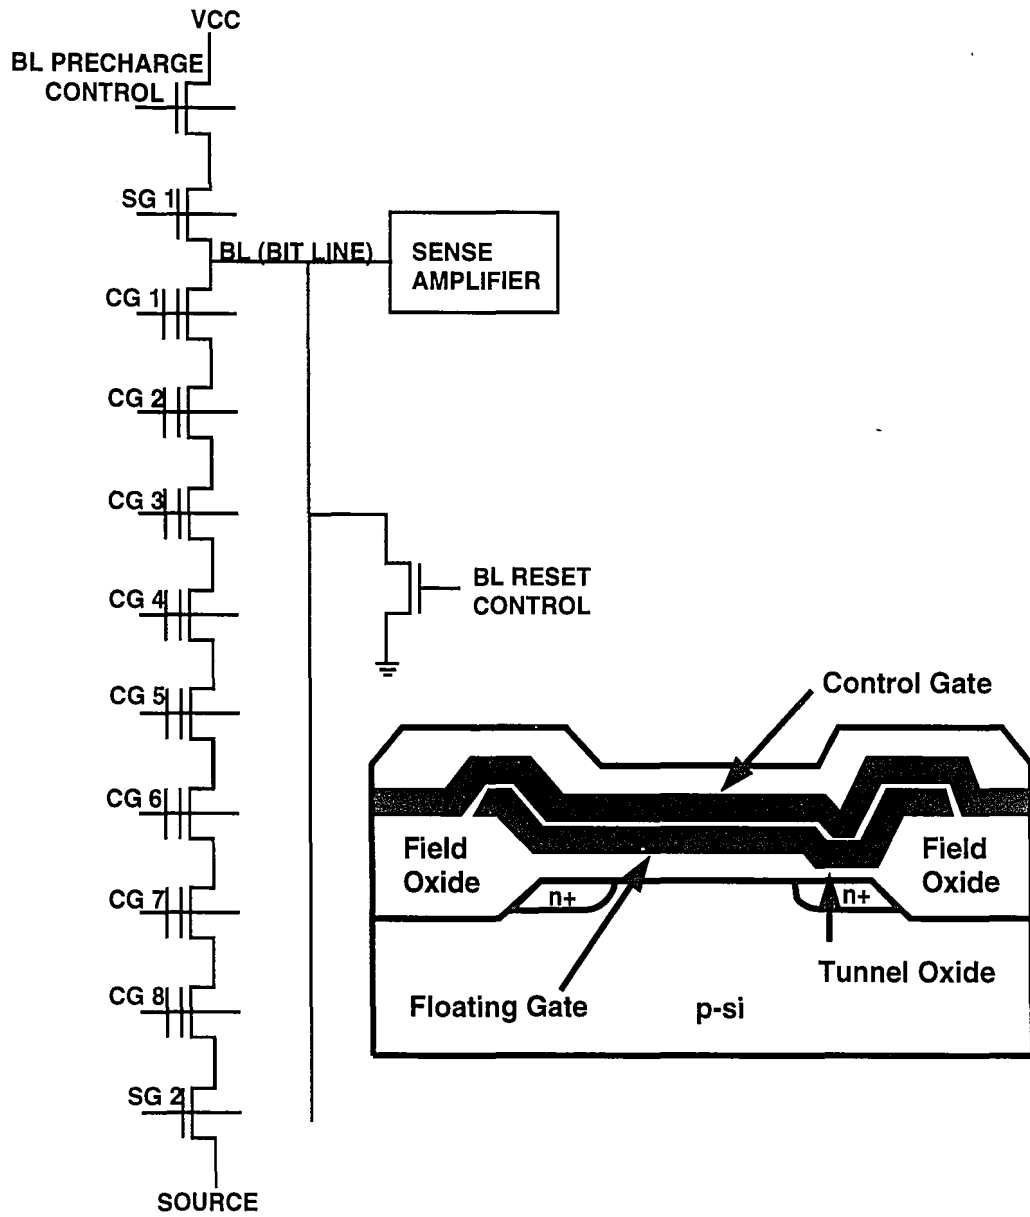 VCC
BL PRECHARGE
CONTROL
SG 1
BL (BIT LINE)
SENSE
AMPLIFIER
CG 1
CG 2
CG 3
CG 4
BL RESET
CONTROL
CG 5
CG 6
CG 7
CG 8
SG 2
SOURCE
Control Gate
Field
Oxide
Field
Oxide
n+
n+
Tunnel Oxide
Floating Gate
p-si